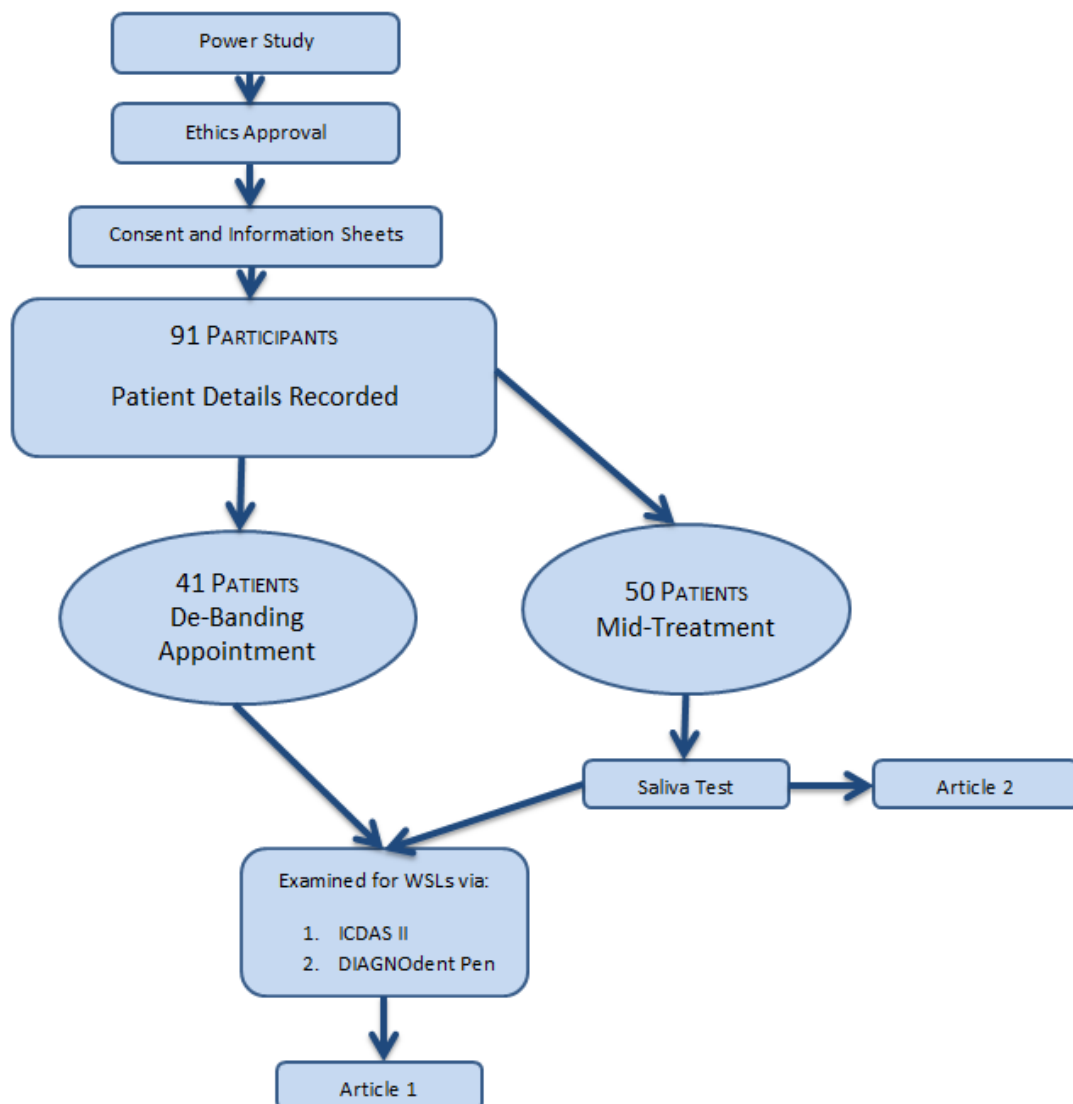 Power Study
Ethics Approval
Consent and Information Sheets
91 PARTICIPANTS
Patient Details Recorded
41 PATIENTS
De-Banding
Appointment
50 PATIENTS
Mid-Treatment
Saliva Test
Article 2
Examined for WSLs via:
1. ICDAS II
2. DIAGNOdent Pen
Article 1